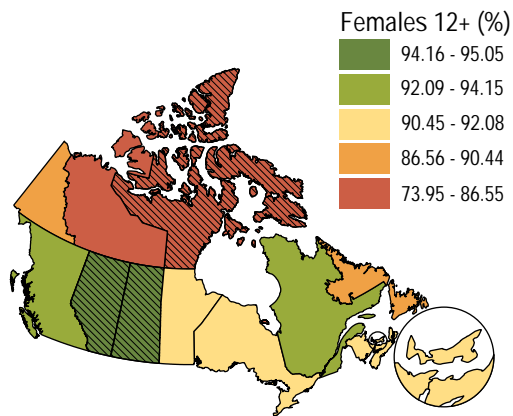 Females 12+ (%)
94.16 - 95.05
92.09 - 94.15
90.45 - 92.08
86.56 - 90.44
73.95 - 86.55